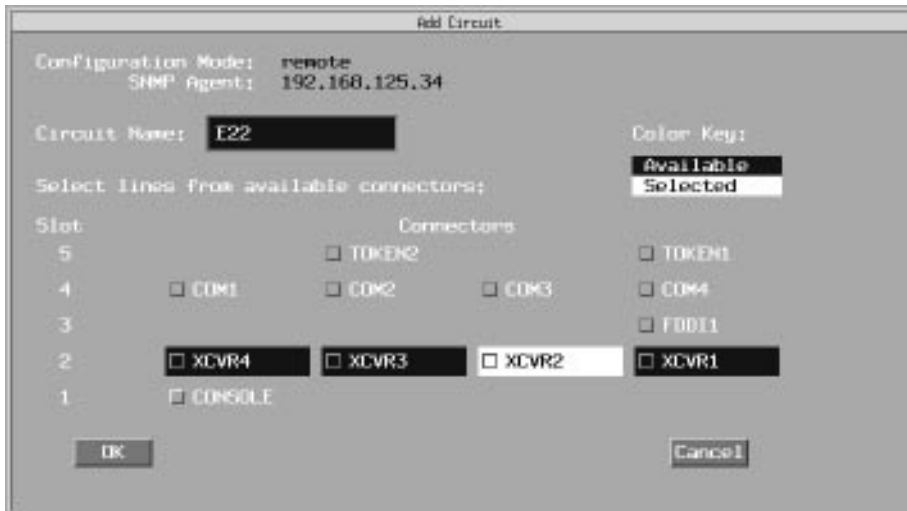 Add Circuit
Configuration Mode: remote
SNMP Agent: 192.168.125.34
Circuit Name: E22
Color Key:
Available
Selected
Select lines from available connectors:
Slot Connectors
5 TOKEN2 TOKEN1
4 COM1 COM2 COM3 COM4
3 FDDI1
2 XCVR4 XCVR3 XCVR2 XCVR1
1 CONSOLE
OK Cancel